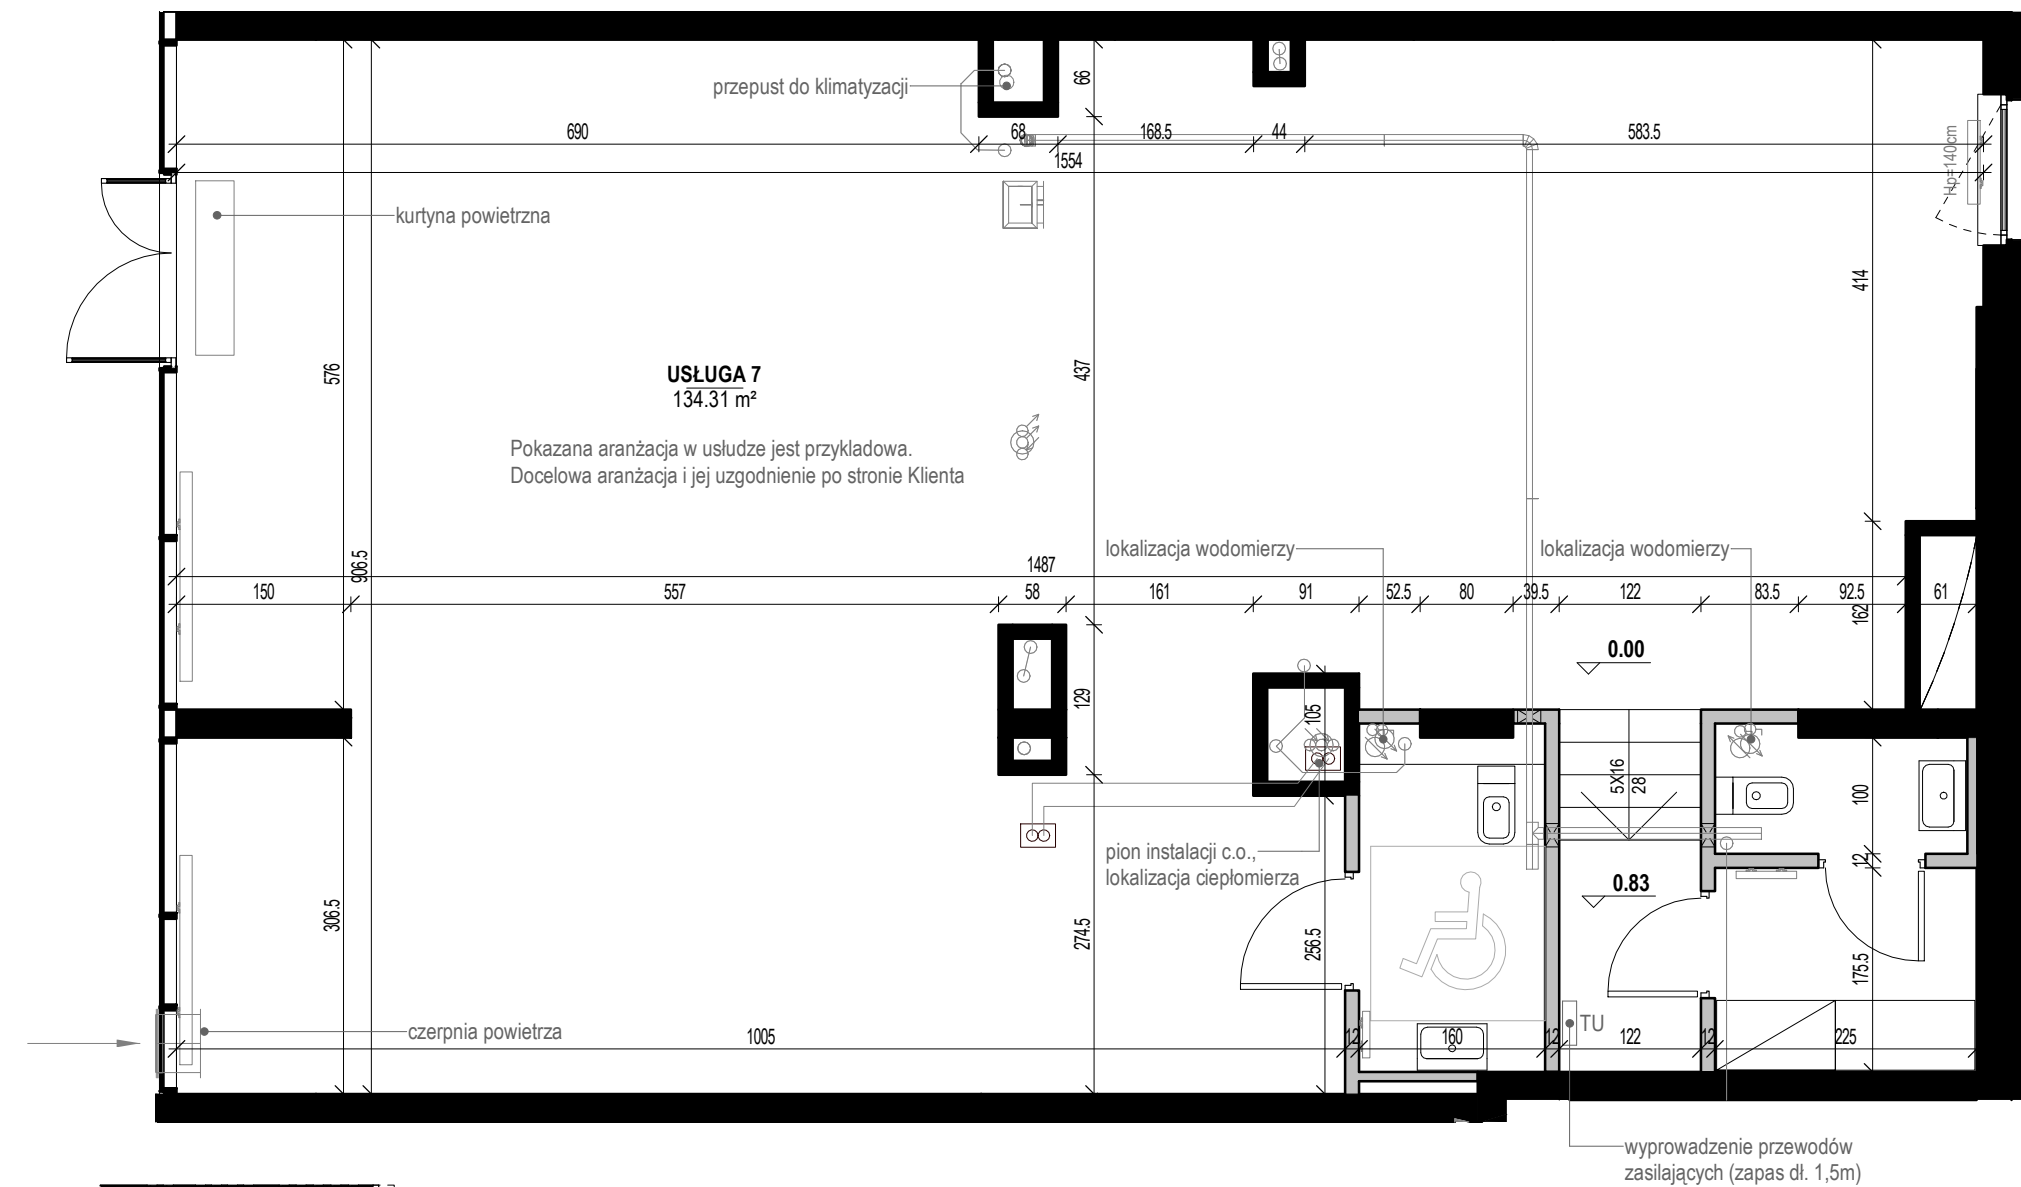 przepust do klimatyzacji
66
690
68
168.5
44
583.5
1554
Hp=140cm
kurtyna powietrzna
414
576
437
USŁUGA 7
134.31 m²
Pokazana aranżacja w usłudze jest przykladowa.
Docelowa aranżacja i jej uzgodnienie po stronie Klienta
906.5
lokalizacja wodomierzy
lokalizacja wodomierzy
1487
150
557
58
161
91
52.5
80
39.5
122
83.5
92.5
61
162
0.00
129
105
5X16
28
100
pion instalacji c.o.,
lokalizacja ciepłomierza
12
0.83
306.5
274.5
256.5
175.5
czerpnia powietrza
1005
12
160
12
TU
122
12
225
wyprowadzenie przewodów
zasilających (zapas dł. 1,5m)